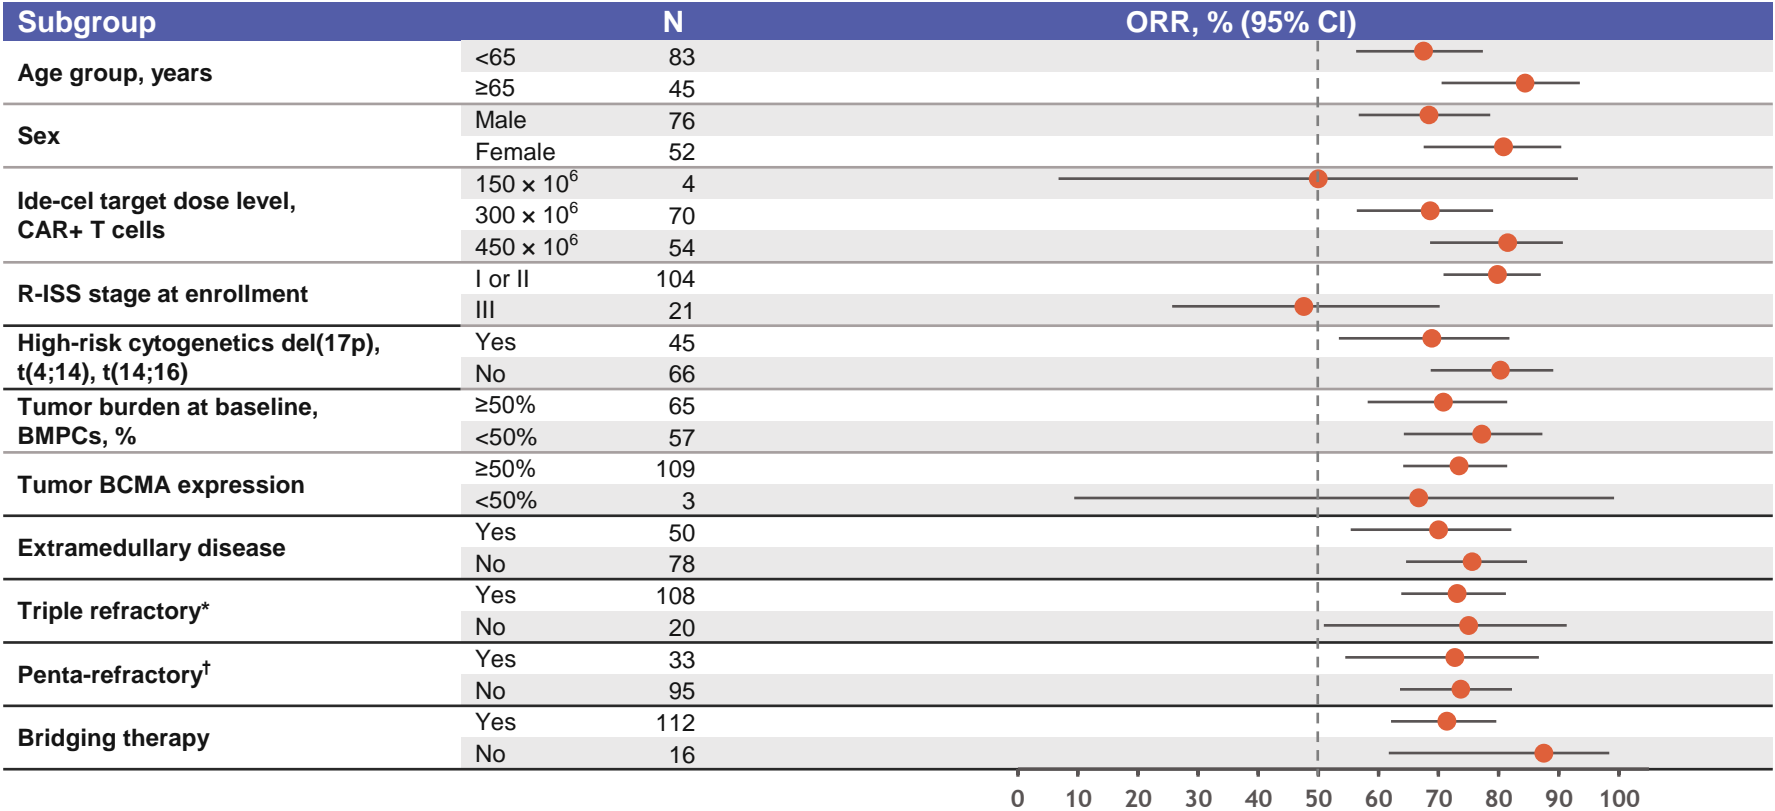 Subgroup N ORR, % (95% CI)
Age group, years
<65 83
≥65 45
Sex
Male 76
Female 52
Ide-cel target dose level,
CAR+ T cells
150 × 10⁶ 4
300 × 10⁶ 70
450 × 10⁶ 54
R-ISS stage at enrollment
I or II 104
III 21
High-risk cytogenetics del(17p),
t(4;14), t(14;16)
Yes 45
No 66
Tumor burden at baseline,
BMPCs, %
≥50% 65
<50% 57
Tumor BCMA expression
≥50% 109
<50% 3
Extramedullary disease
Yes 50
No 78
Triple refractory*
Yes 108
No 20
Penta-refractory†
Yes 33
No 95
Bridging therapy
Yes 112
No 16
0 10 20 30 40 50 60 70 80 90 100